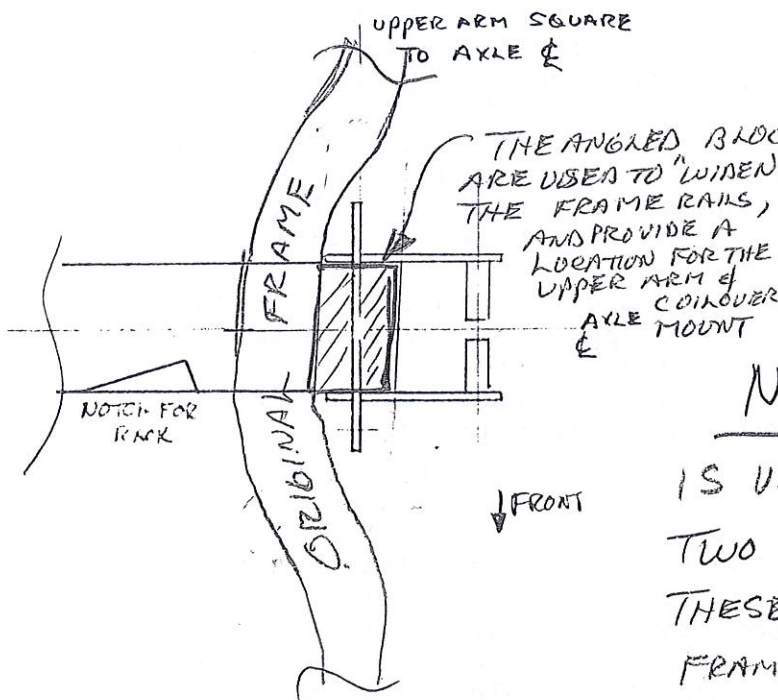 UPPER ARM SQUARE
TO AXLE ℄
THE ANGLED BLOC
ARE USED TO "WIDEN
THE FRAME RAILS,
AND PROVIDE A
LOCATION FOR THE
UPPER ARM &
COILOVER
MOUNT
AXLE
℄
ORIGINAL FRAME
NOTCH FOR
RACK
FRONT
N
IS U
TWO
THESE
FRAM